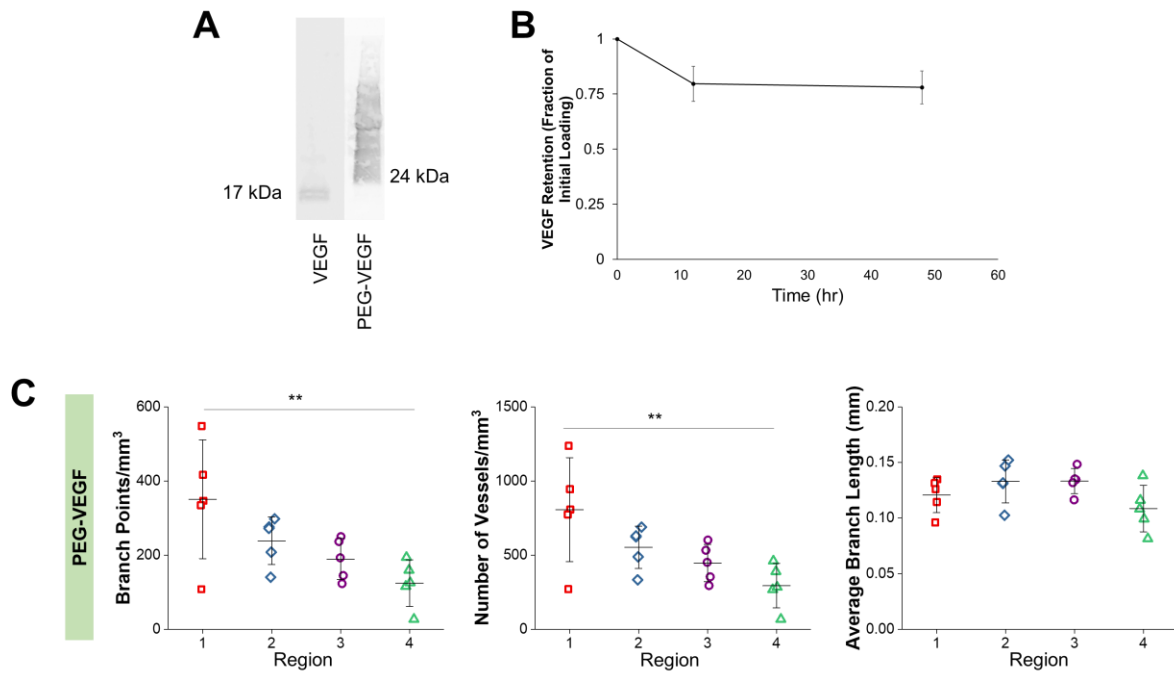 A
17 kDa
24 kDa
VEGF
PEG-VEGF
B
VEGF Retention (Fraction of
Initial Loading)
1
0.75
0.5
0.25
0
0
10
20
30
40
50
60
Time (hr)
C
PEG-VEGF
Branch Points/mm³
600
400
200
0
**
1
2
3
4
Region
Number of Vessels/mm³
1500
1000
500
0
**
1
2
3
4
Region
Average Branch Length (mm)
0.20
0.15
0.10
0.05
0.00
1
2
3
4
Region